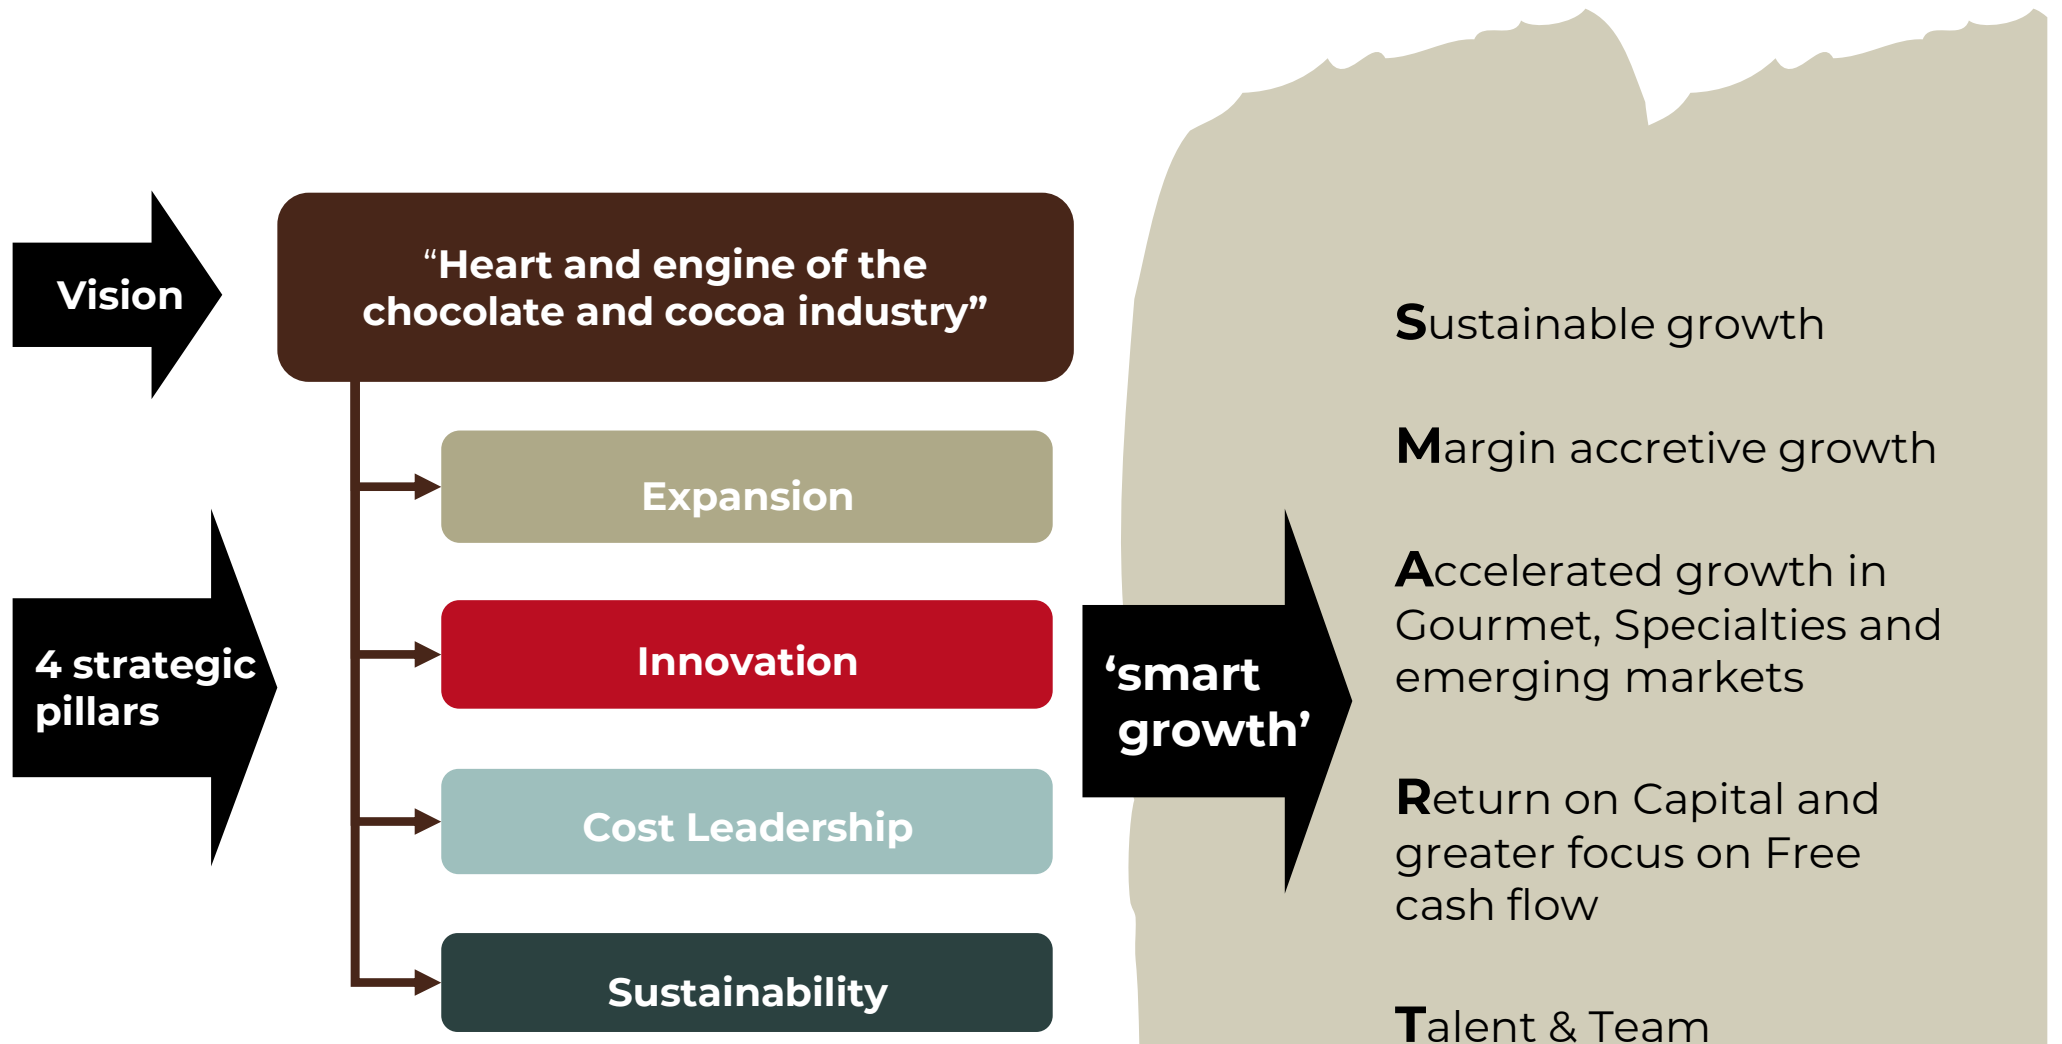 Vision
“Heart and engine of the
chocolate and cocoa industry”
4 strategic
pillars
Expansion
Innovation
Cost Leadership
Sustainability
‘smart
growth’
Sustainable growth
Margin accretive growth
Accelerated growth in
Gourmet, Specialties and
emerging markets
Return on Capital and
greater focus on Free
cash flow
Talent & Team